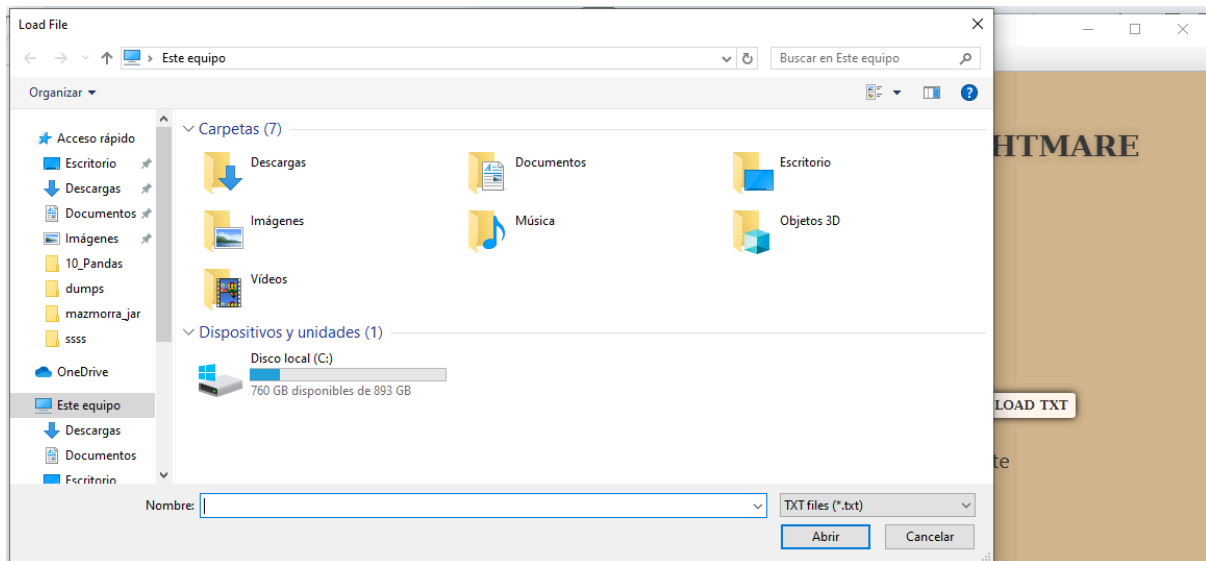 Load File
Este equipo
Buscar en Este equipo
Organizar
Acceso rápido
Escritorio
Descargas
Documentos
Imágenes
10_Pandas
dumps
mazmorra_jar
ssss
OneDrive
Este equipo
Descargas
Documentos
Escritorio
Carpetas (7)
Descargas
Documentos
Escritorio
Imágenes
Música
Objetos 3D
Vídeos
Dispositivos y unidades (1)
Disco local (C:)
760 GB disponibles de 893 GB
Nombre:
TXT files (*.txt)
Abrir
Cancelar
HTMARE
LOAD TXT
te